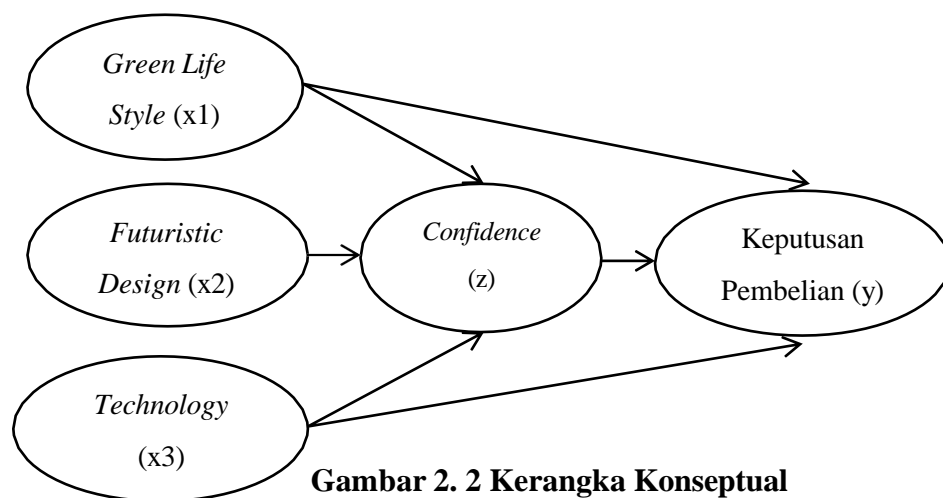 Green Life
Style (x1)
Futuristic
Design (x2)
Confidence
(z)
Keputusan
Pembelian (y)
Technology
(x3)
Gambar 2. 2 Kerangka Konseptual